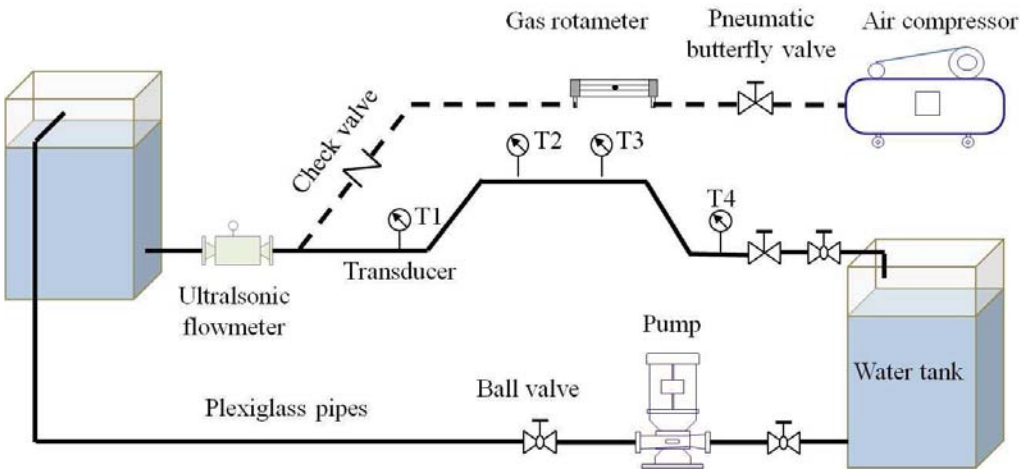 Gas rotameter
Pneumatic
butterfly valve
Air compressor
Check valve
T2
T3
T1
T4
Transducer
Ultralsonic
flowmeter
Pump
Water tank
Ball valve
Plexiglass pipes